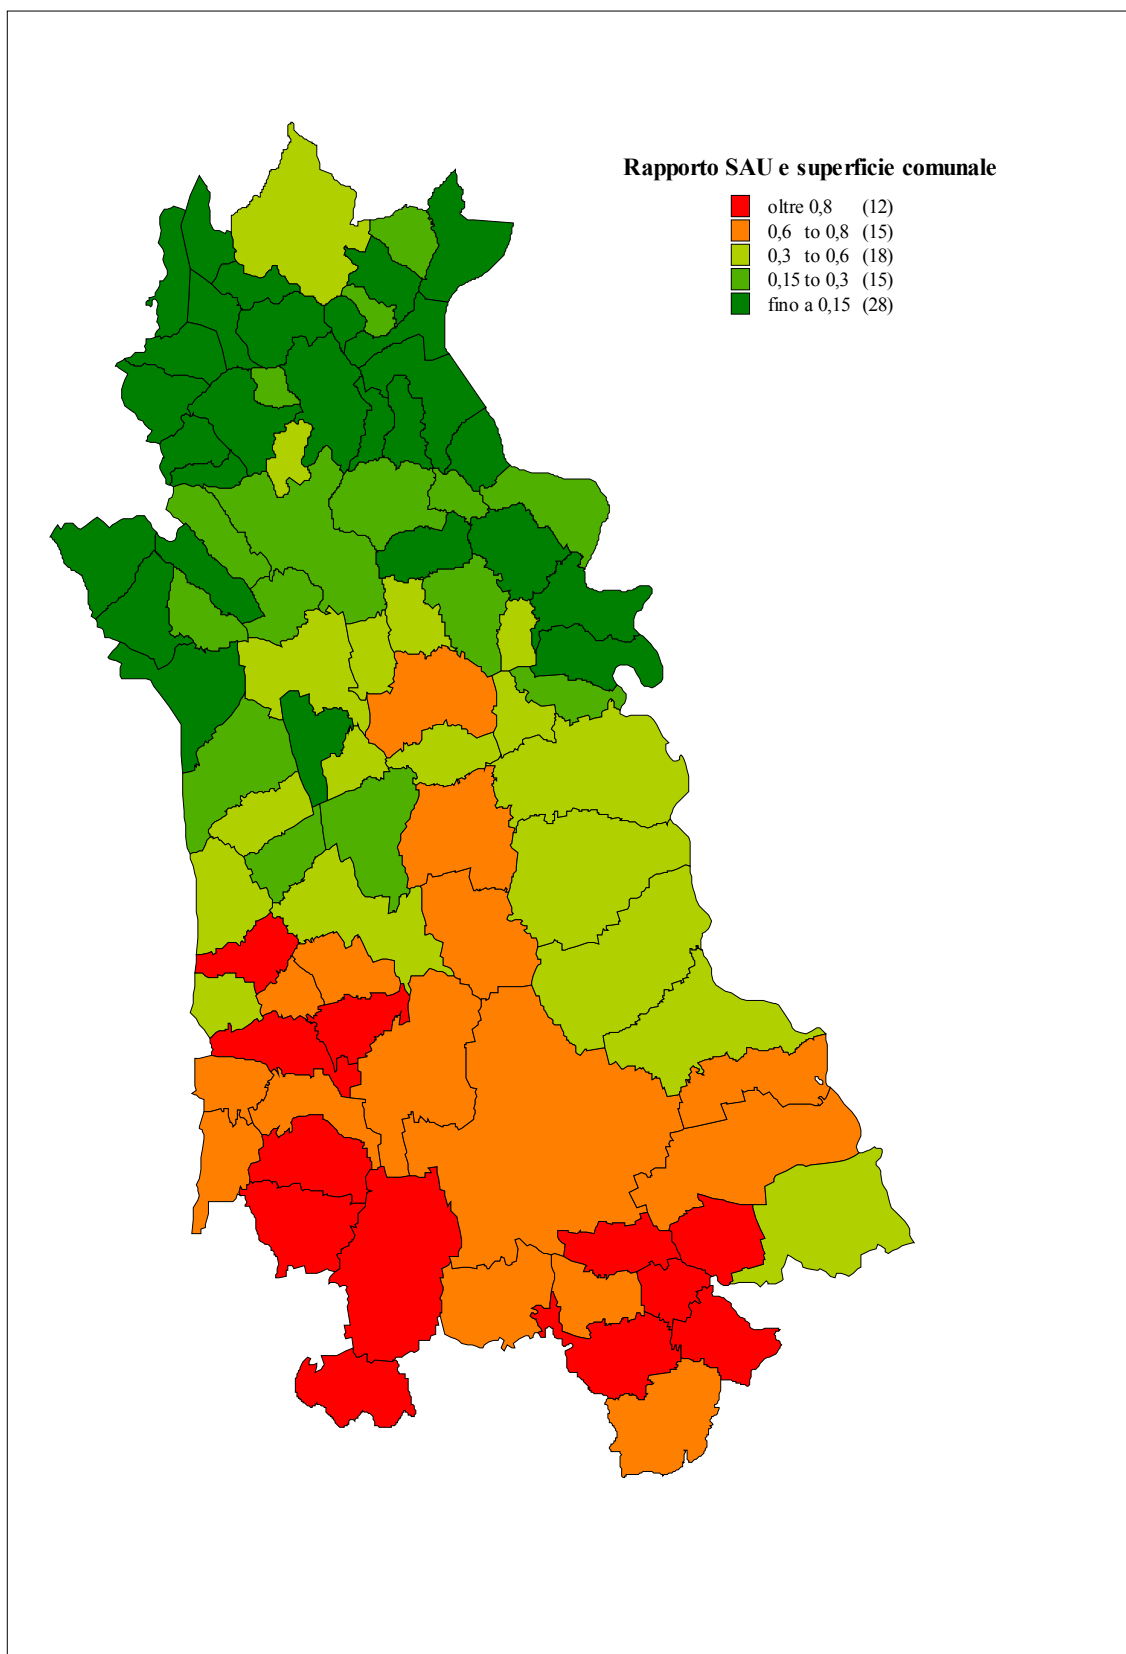 Rapporto SAU e superficie comunale
oltre 0,8 (12)
0,6 to 0,8 (15)
0,3 to 0,6 (18)
0,15 to 0,3 (15)
fino a 0,15 (28)